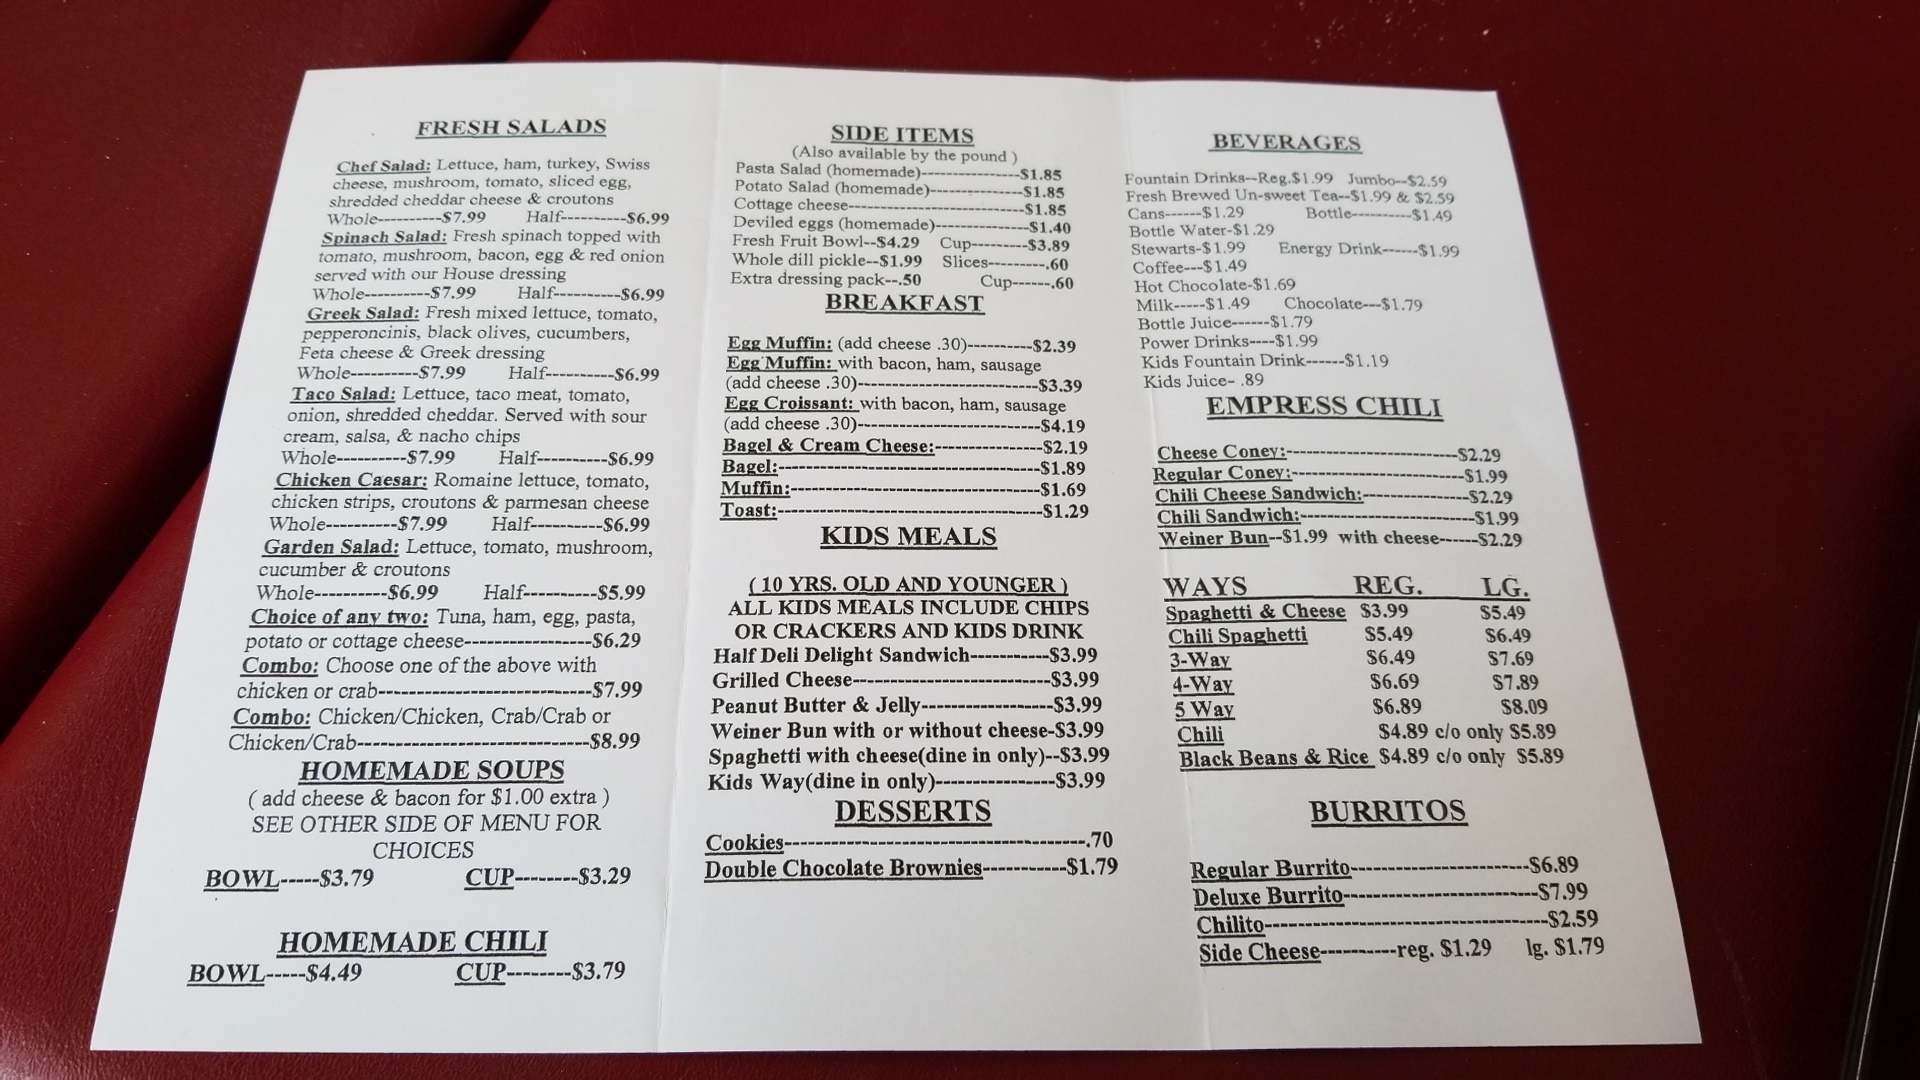 FRESH SALADS
Chef Salad: Lettuce, ham, turkey, Swiss
cheese, mushroom, tomato, sliced egg,
shredded cheddar cheese & croutons
Whole----------$7.99 Half----------$6.99
Spinach Salad: Fresh spinach topped with
tomato, mushroom, bacon, egg & red onion
served with our House dressing
Whole----------$7.99 Half----------$6.99
Greek Salad: Fresh mixed lettuce, tomato,
pepperoncinis, black olives, cucumbers,
Feta cheese & Greek dressing
Whole----------$7.99 Half----------$6.99
Taco Salad: Lettuce, taco meat, tomato,
onion, shredded cheddar. Served with sour
cream, salsa, & nacho chips
Whole----------$7.99 Half----------$6.99
Chicken Caesar: Romaine lettuce, tomato,
chicken strips, croutons & parmesan cheese
Whole----------$7.99 Half----------$6.99
Garden Salad: Lettuce, tomato, mushroom,
cucumber & croutons
Whole----------$6.99 Half----------$5.99
Choice of any two: Tuna, ham, egg, pasta,
potato or cottage cheese------------------$6.29
Combo: Choose one of the above with
chicken or crab------------------------------$7.99
Combo: Chicken/Chicken, Crab/Crab or
Chicken/Crab--------------------------------$8.99
HOMEMADE SOUPS
( add cheese & bacon for $1.00 extra )
SEE OTHER SIDE OF MENU FOR
CHOICES
BOWL-----$3.79 CUP--------$3.29
HOMEMADE CHILI
BOWL-----$4.49 CUP--------$3.79
SIDE ITEMS
(Also available by the pound )
Pasta Salad (homemade)----------------$1.85
Potato Salad (homemade)---------------$1.85
Cottage cheese----------------------------$1.85
Deviled eggs (homemade)---------------$1.40
Fresh Fruit Bowl--$4.29 Cup---------$3.89
Whole dill pickle--$1.99 Slices---------.60
Extra dressing pack--.50 Cup------.60
BREAKFAST
Egg Muffin: (add cheese .30)----------$2.39
Egg Muffin: with bacon, ham, sausage
(add cheese .30)----------------------------$3.39
Egg Croissant: with bacon, ham, sausage
(add cheese .30)----------------------------$4.19
Bagel & Cream Cheese:----------------$2.19
Bagel:---------------------------------------$1.89
Muffin:--------------------------------------$1.69
Toast:----------------------------------------$1.29
KIDS MEALS
( 10 YRS. OLD AND YOUNGER )
ALL KIDS MEALS INCLUDE CHIPS
OR CRACKERS AND KIDS DRINK
Half Deli Delight Sandwich-----------$3.99
Grilled Cheese----------------------------$3.99
Peanut Butter & Jelly------------------$3.99
Weiner Bun with or without cheese-$3.99
Spaghetti with cheese(dine in only)--$3.99
Kids Way(dine in only)----------------$3.99
DESSERTS
Cookies-----------------------------------------.70
Double Chocolate Brownies-----------$1.79
BEVERAGES
Fountain Drinks--Reg.$1.99 Jumbo--$2.59
Fresh Brewed Un-sweet Tea--$1.99 & $2.59
Cans------$1.29 Bottle----------$1.49
Bottle Water-$1.29
Stewarts-$1.99 Energy Drink------$1.99
Coffee---$1.49
Hot Chocolate-$1.69
Milk-----$1.49 Chocolate---$1.79
Bottle Juice------$1.79
Power Drinks----$1.99
Kids Fountain Drink------$1.19
Kids Juice- .89
EMPRESS CHILI
Cheese Coney:---------------------------$2.29
Regular Coney:---------------------------$1.99
Chili Cheese Sandwich:----------------$2.29
Chili Sandwich:--------------------------$1.99
Weiner Bun--$1.99 with cheese------$2.29
WAYS REG. LG.
Spaghetti & Cheese $3.99 $5.49
Chili Spaghetti $5.49 $6.49
3-Way $6.49 $7.69
4-Way $6.69 $7.89
5 Way $6.89 $8.09
Chili $4.89 c/o only $5.89
Black Beans & Rice $4.89 c/o only $5.89
BURRITOS
Regular Burrito--------------------------$6.89
Deluxe Burrito----------------------------$7.99
Chilito-----------------------------------------$2.59
Side Cheese----------reg. $1.29 lg. $1.79